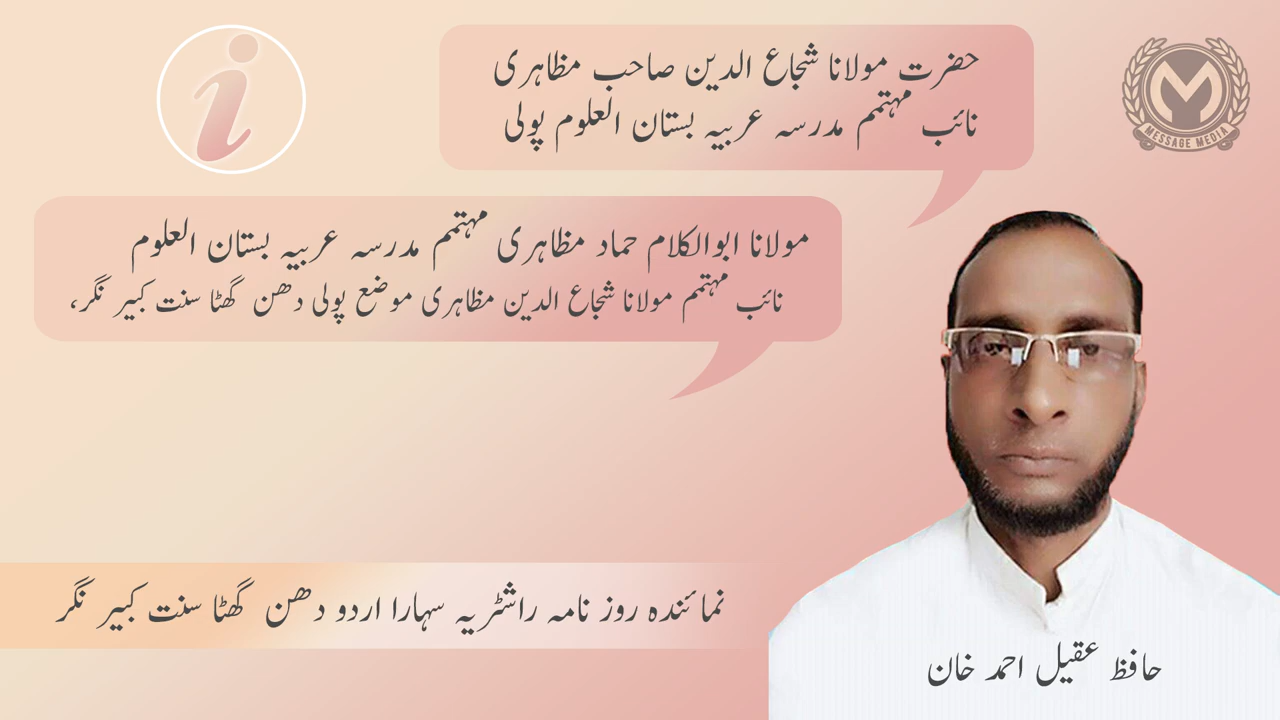 حضرت مولانا شجاع الدین صاحب مظاہری
نائب مہتمم مدرسہ عربیہ بستان العلوم پولی
MESSAGE MEDIA
مولانا ابوالکلام حماد مظاہری مہتمم مدرسہ عربیہ بستان العلوم
نائب مہتمم مولانا شجاع الدین مظاہری موضع پولی دھن گھٹا سنت کبیر نگر،
نمائندہ روز نامہ راشٹریہ سہارا اردو دھن گھٹا سنت کبیر نگر
حافظ عقیل احمد خان